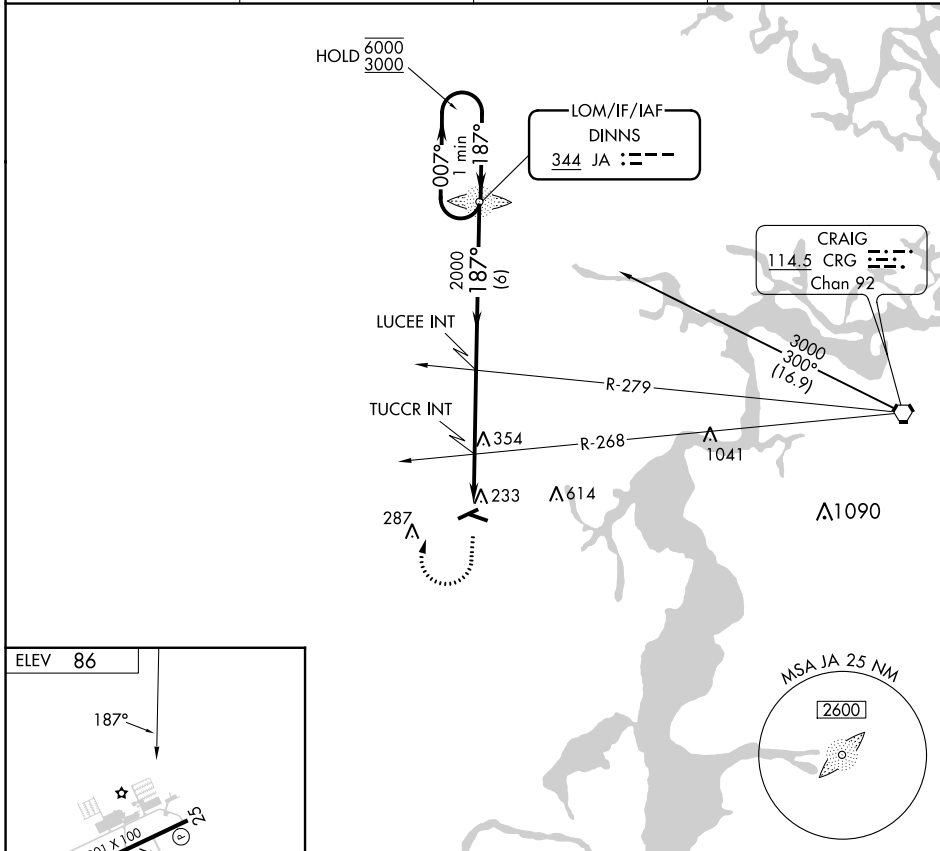 HOLD 6000
3000
007°
1 min
187°
LOM/IF/IAF
DINNS
344 JA
2000
187°
(6)
CRAIG
114.5 CRG
Chan 92
LUCEE INT
3000
300°
(16.9)
R-279
TUCCR INT
354
R-268
1041
233
614
287
1090
ELEV 86
187°
25
P
X 100
MSA JA 25 NM
2600